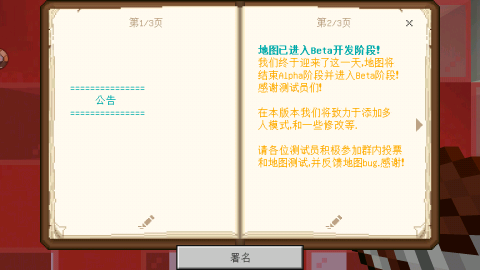 第1/3页
===============
公告
===============
第2/3页
地图已进入Beta开发阶段!
我们终于迎来了这一天,地图将
结束Alpha阶段并进入Beta阶段!
感谢测试员们!
在本版本我们将致力于添加多
人模式,和一些修改等.
请各位测试员积极参加群内投票
和地图测试,并反馈地图bug,感谢!
署名